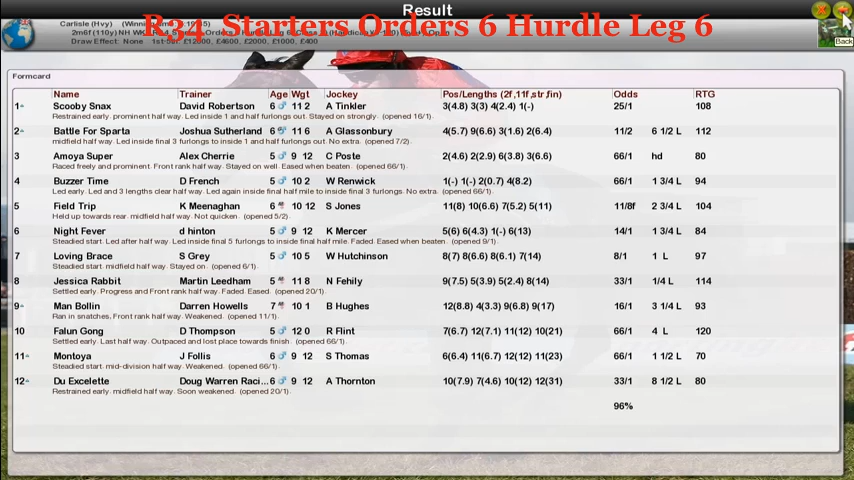 Result
R34 Starters Orders 6 Hurdle Leg 6
Carlisle (Hvy)
Draw Effect: None 1st-5th, £12000, £4600, £2000, £1000, £400
Back
Formcard
Name Trainer Age Wgt Jockey Pos/Lengths (2f,11f,str,fin) Odds RTG
1 Scooby Snax David Robertson 6 11 2 A Tinkler 3(4.8) 3(3) 4(2.4) 1(-) 25/1 108
Restrained early. prominent half way. Led inside 1 and half furlongs out. Stayed on strongly. (opened 16/1)
2 Battle For Sparta Joshua Sutherland 6 11 6 A Glassonbury 4(5.7) 9(6.6) 3(1.6) 2(6.4) 11/2 6 1/2 L 112
midfield half way. Led inside final 3 furlongs to inside 1 and half furlongs out. No extra. (opened 7/2)
3 Amoya Super Alex Cherrie 5 9 12 C Poste 2(4.6) 2(2.9) 6(3.8) 3(6.6) 66/1 hd 80
Raced freely and prominent. Front rank half way. Stayed on well. Eased when beaten. (opened 66/1)
4 Buzzer Time D French 5 10 2 W Renwick 1(-) 1(-) 2(0.7) 4(8.2) 66/1 1 3/4 L 94
Led early. Led and 3 lengths clear half way. Led again inside final half mile to inside final 3 furlongs. No extra. (opened 66/1)
5 Field Trip K Meenaghan 6 10 12 S Jones 11(8) 10(6.6) 7(5.2) 5(11) 11/8f 2 3/4 L 104
Held up towards rear. midfield half way. Not quicken. (opened 5/2)
6 Night Fever d hinton 5 9 12 K Mercer 5(6) 6(4.3) 1(-) 6(13) 14/1 1 3/4 L 84
Steadied start. Led after half way. Led inside final 5 furlongs to inside final half mile. Faded. Eased when beaten. (opened 9/1)
7 Loving Brace S Grey 5 10 5 W Hutchinson 8(7) 8(6.6) 8(6.1) 7(14) 8/1 1 L 97
Steadied start. midfield half way. Stayed on. (opened 6/1)
8 Jessica Rabbit Martin Leedham 5 11 8 N Fehily 9(7.5) 5(3.9) 5(2.4) 8(14) 33/1 1/4 L 114
Settled early. Progress and Front rank half way. Faded. Eased. (opened 20/1)
9 Man Bollin Darren Howells 7 10 1 B Hughes 12(8.8) 4(3.3) 9(6.8) 9(17) 16/1 3 1/4 L 93
Ran in snatches. Front rank half way. Weakened. (opened 11/1)
10 Falun Gong D Thompson 5 12 0 R Flint 7(6.7) 12(7.1) 11(12) 10(21) 66/1 4 L 120
Settled early. Last half way. Outpaced and lost place towards finish. (opened 66/1)
11 Montoya J Follis 6 9 12 S Thomas 6(6.4) 11(6.7) 12(12) 11(23) 66/1 1 1/2 L 70
Steadied start. mid-division half way. Weakened. (opened 66/1)
12 Du Excelette Doug Warren Raci... 6 9 12 A Thornton 10(7.9) 7(4.6) 10(12) 12(31) 33/1 8 1/2 L 80
Restrained early. midfield half way. Soon weakened. (opened 20/1)
96%